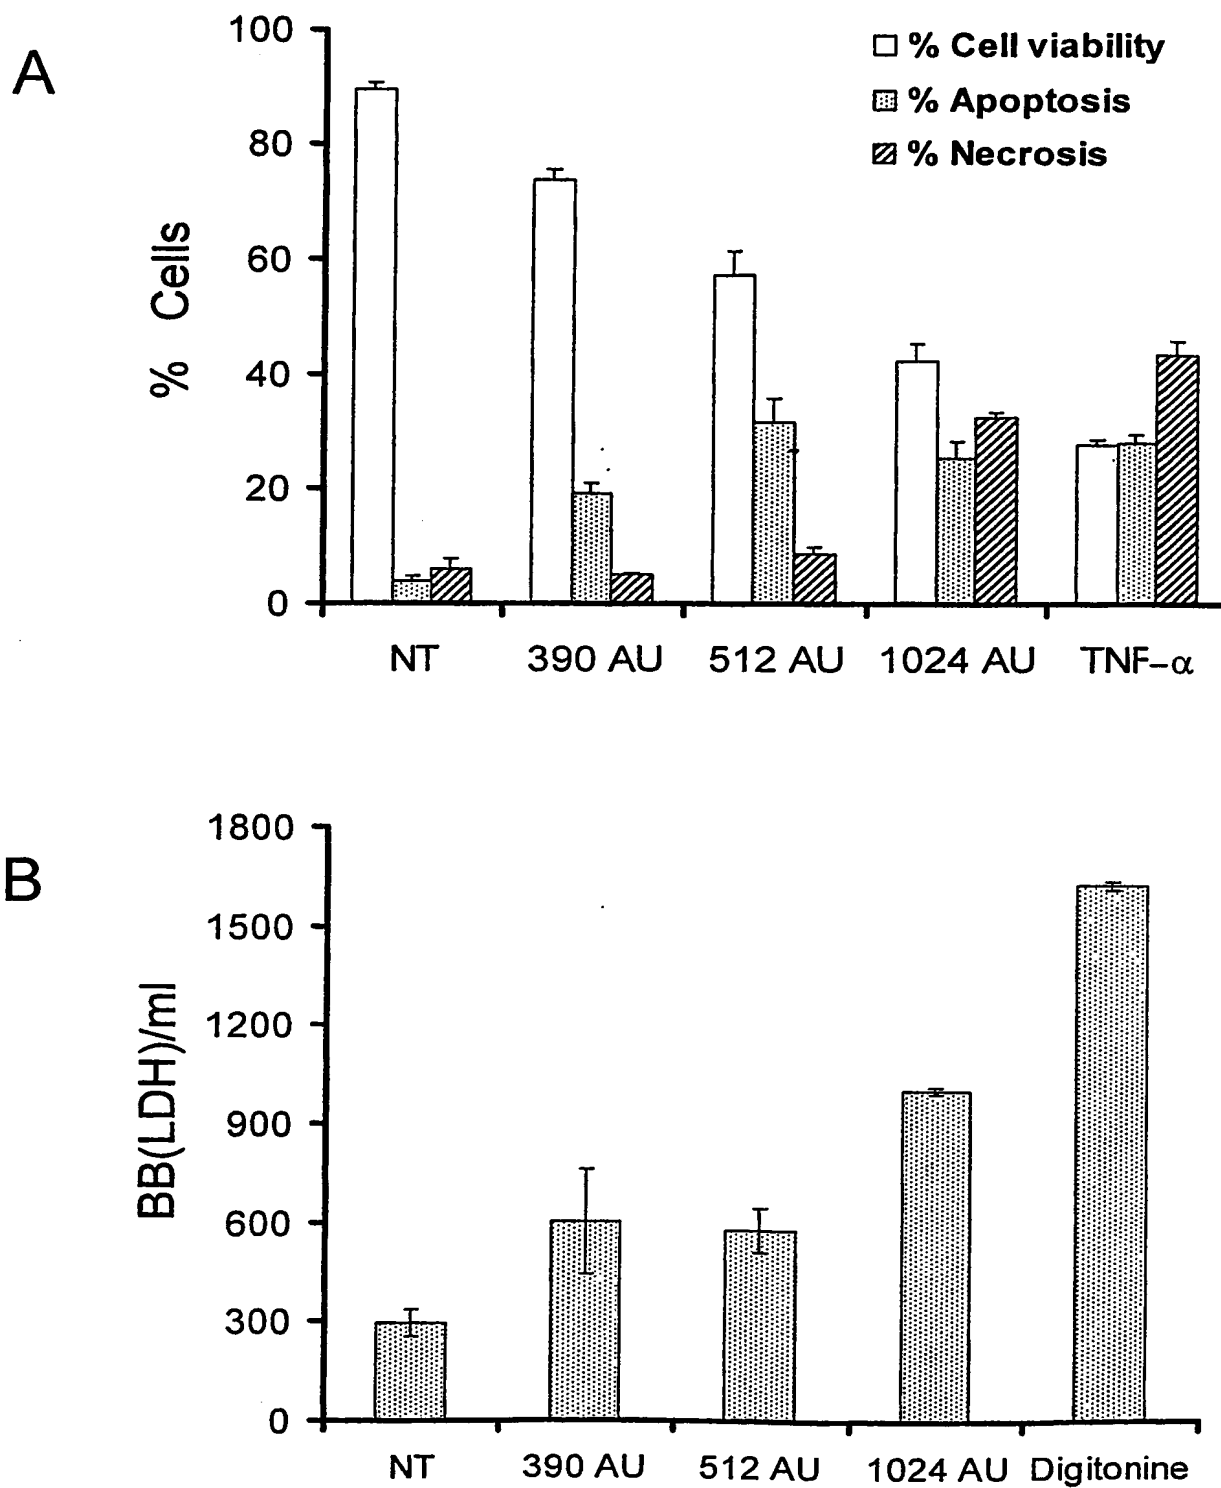 A
100
80
60
40
20
0
% Cells
% Cell viability
% Apoptosis
% Necrosis
NT 390 AU 512 AU 1024 AU TNF–α
B
1800
1500
1200
900
600
300
0
BB(LDH)/ml
NT 390 AU 512 AU 1024 AU Digitonine